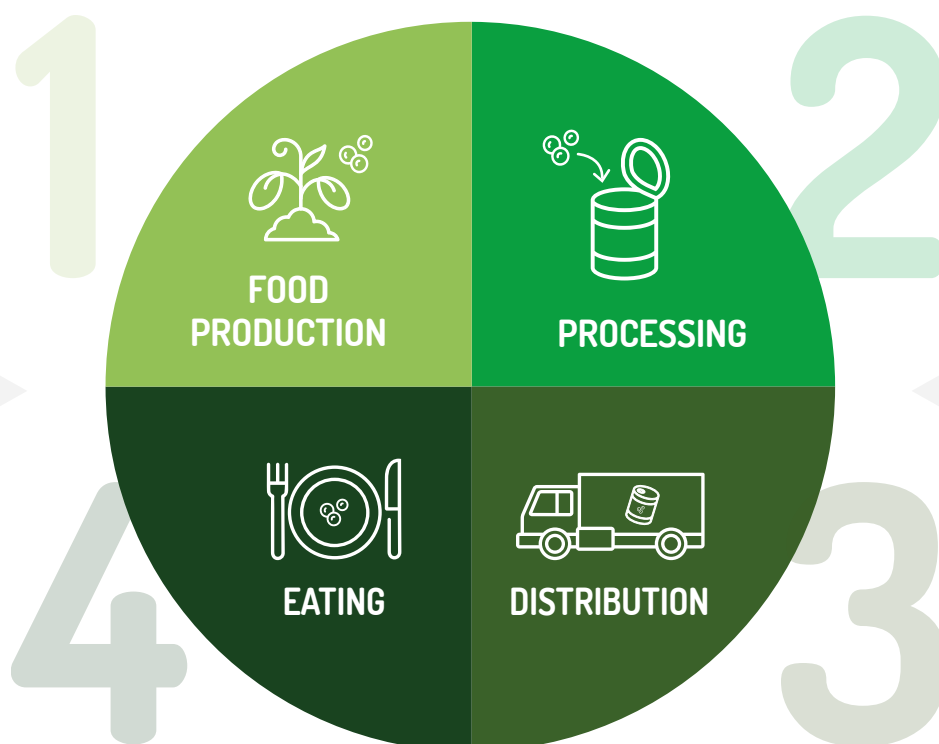 1
2
FOOD
PRODUCTION
PROCESSING
4
3
EATING
DISTRIBUTION